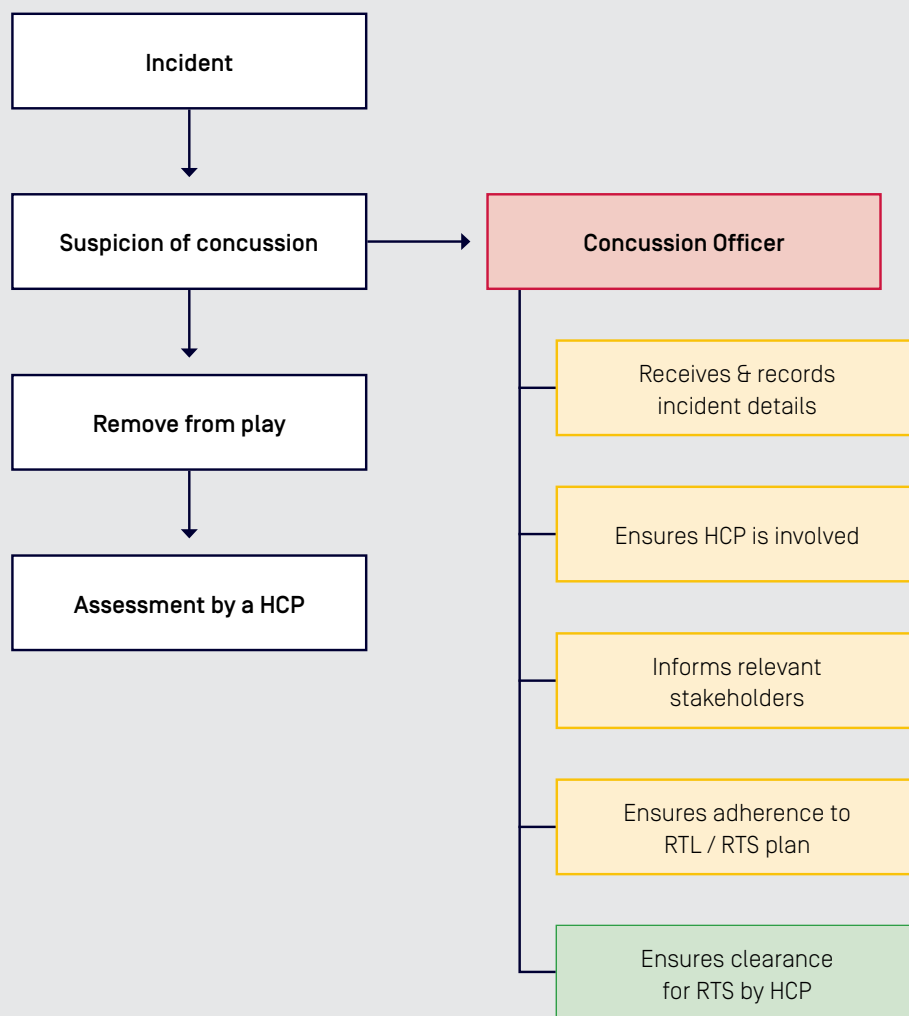 Incident
Suspicion of concussion
Concussion Officer
Receives & records
incident details
Remove from play
Ensures HCP is involved
Assessment by a HCP
Informs relevant
stakeholders
Ensures adherence to
RTL / RTS plan
Ensures clearance
for RTS by HCP